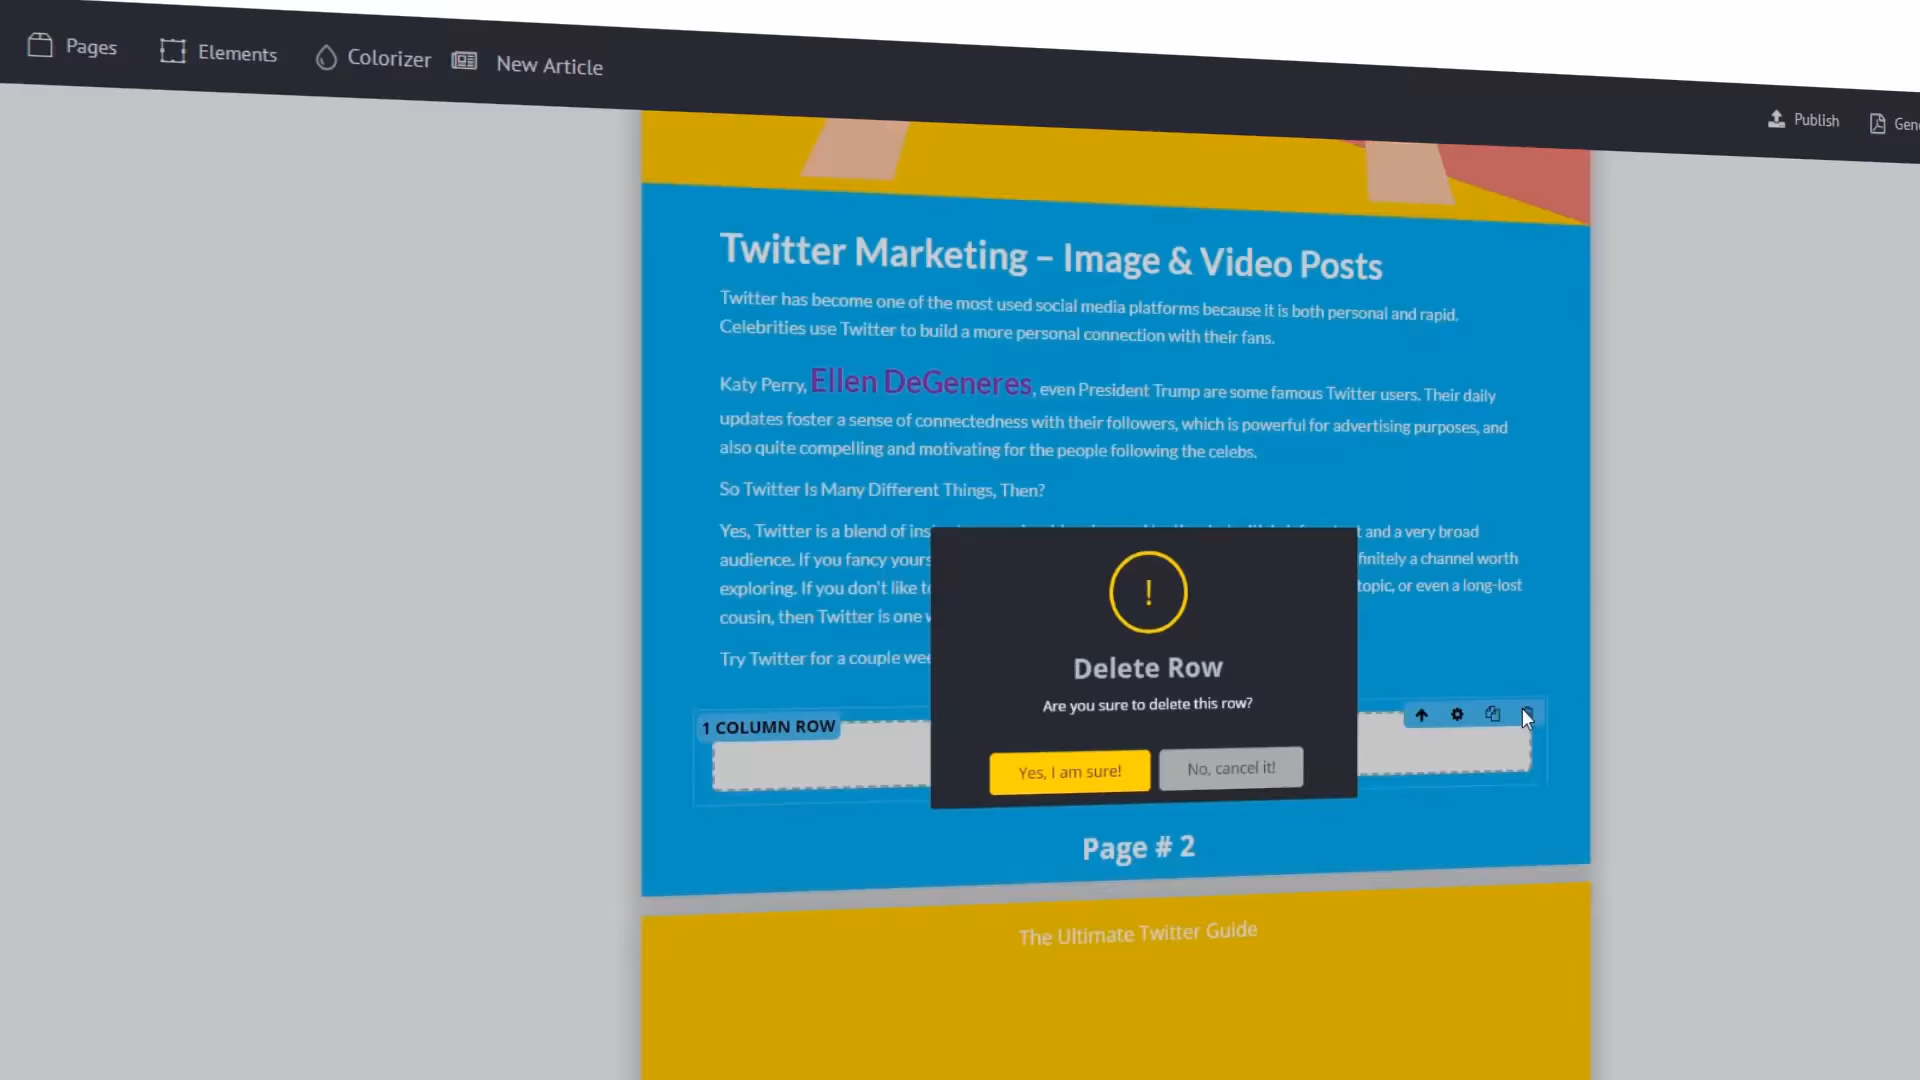 Pages Elements Colorizer New Article
Publish
Twitter Marketing – Image & Video Posts
Twitter has become one of the most used social media platforms because it is both personal and rapid.
Celebrities use Twitter to build a more personal connection with their fans.
Katy Perry, Ellen DeGeneres, even President Trump are some famous Twitter users. Their daily
updates foster a sense of connectedness with their followers, which is powerful for advertising purposes, and
also quite compelling and motivating for the people following the celebs.
So Twitter Is Many Different Things, Then?
Yes, Twitter is a blend of and a very broad
audience. If you fancy a channel worth
exploring. If you don't like topic, or even a long-lost
cousin, then Twitter is one
Try Twitter for a couple
Delete Row
Are you sure to delete this row?
Yes, I am sure! No, cancel it!
1 COLUMN ROW
Page # 2
The Ultimate Twitter Guide